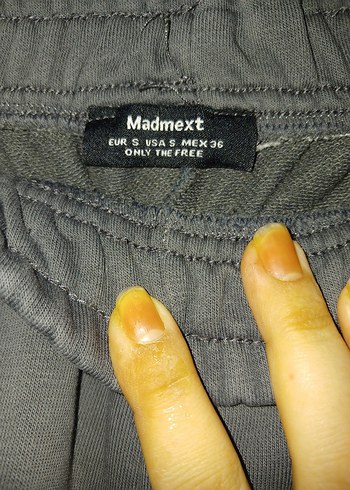 Madmext
EUR S USA S MEX 36
ONLY THE FREE